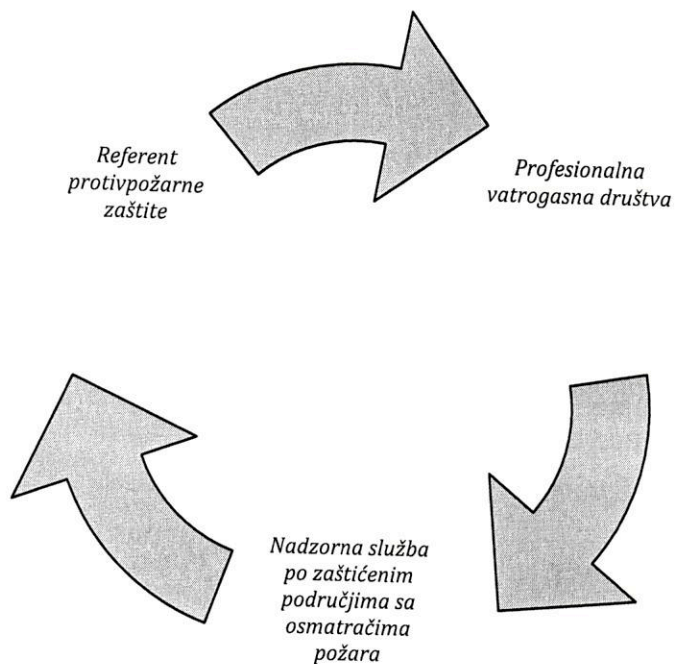 Referent
protivpožarne
zaštite
Profesionalna
vatrogasna društva
Nadzorna služba
po zaštićenim
područjima sa
osmatračima
požara